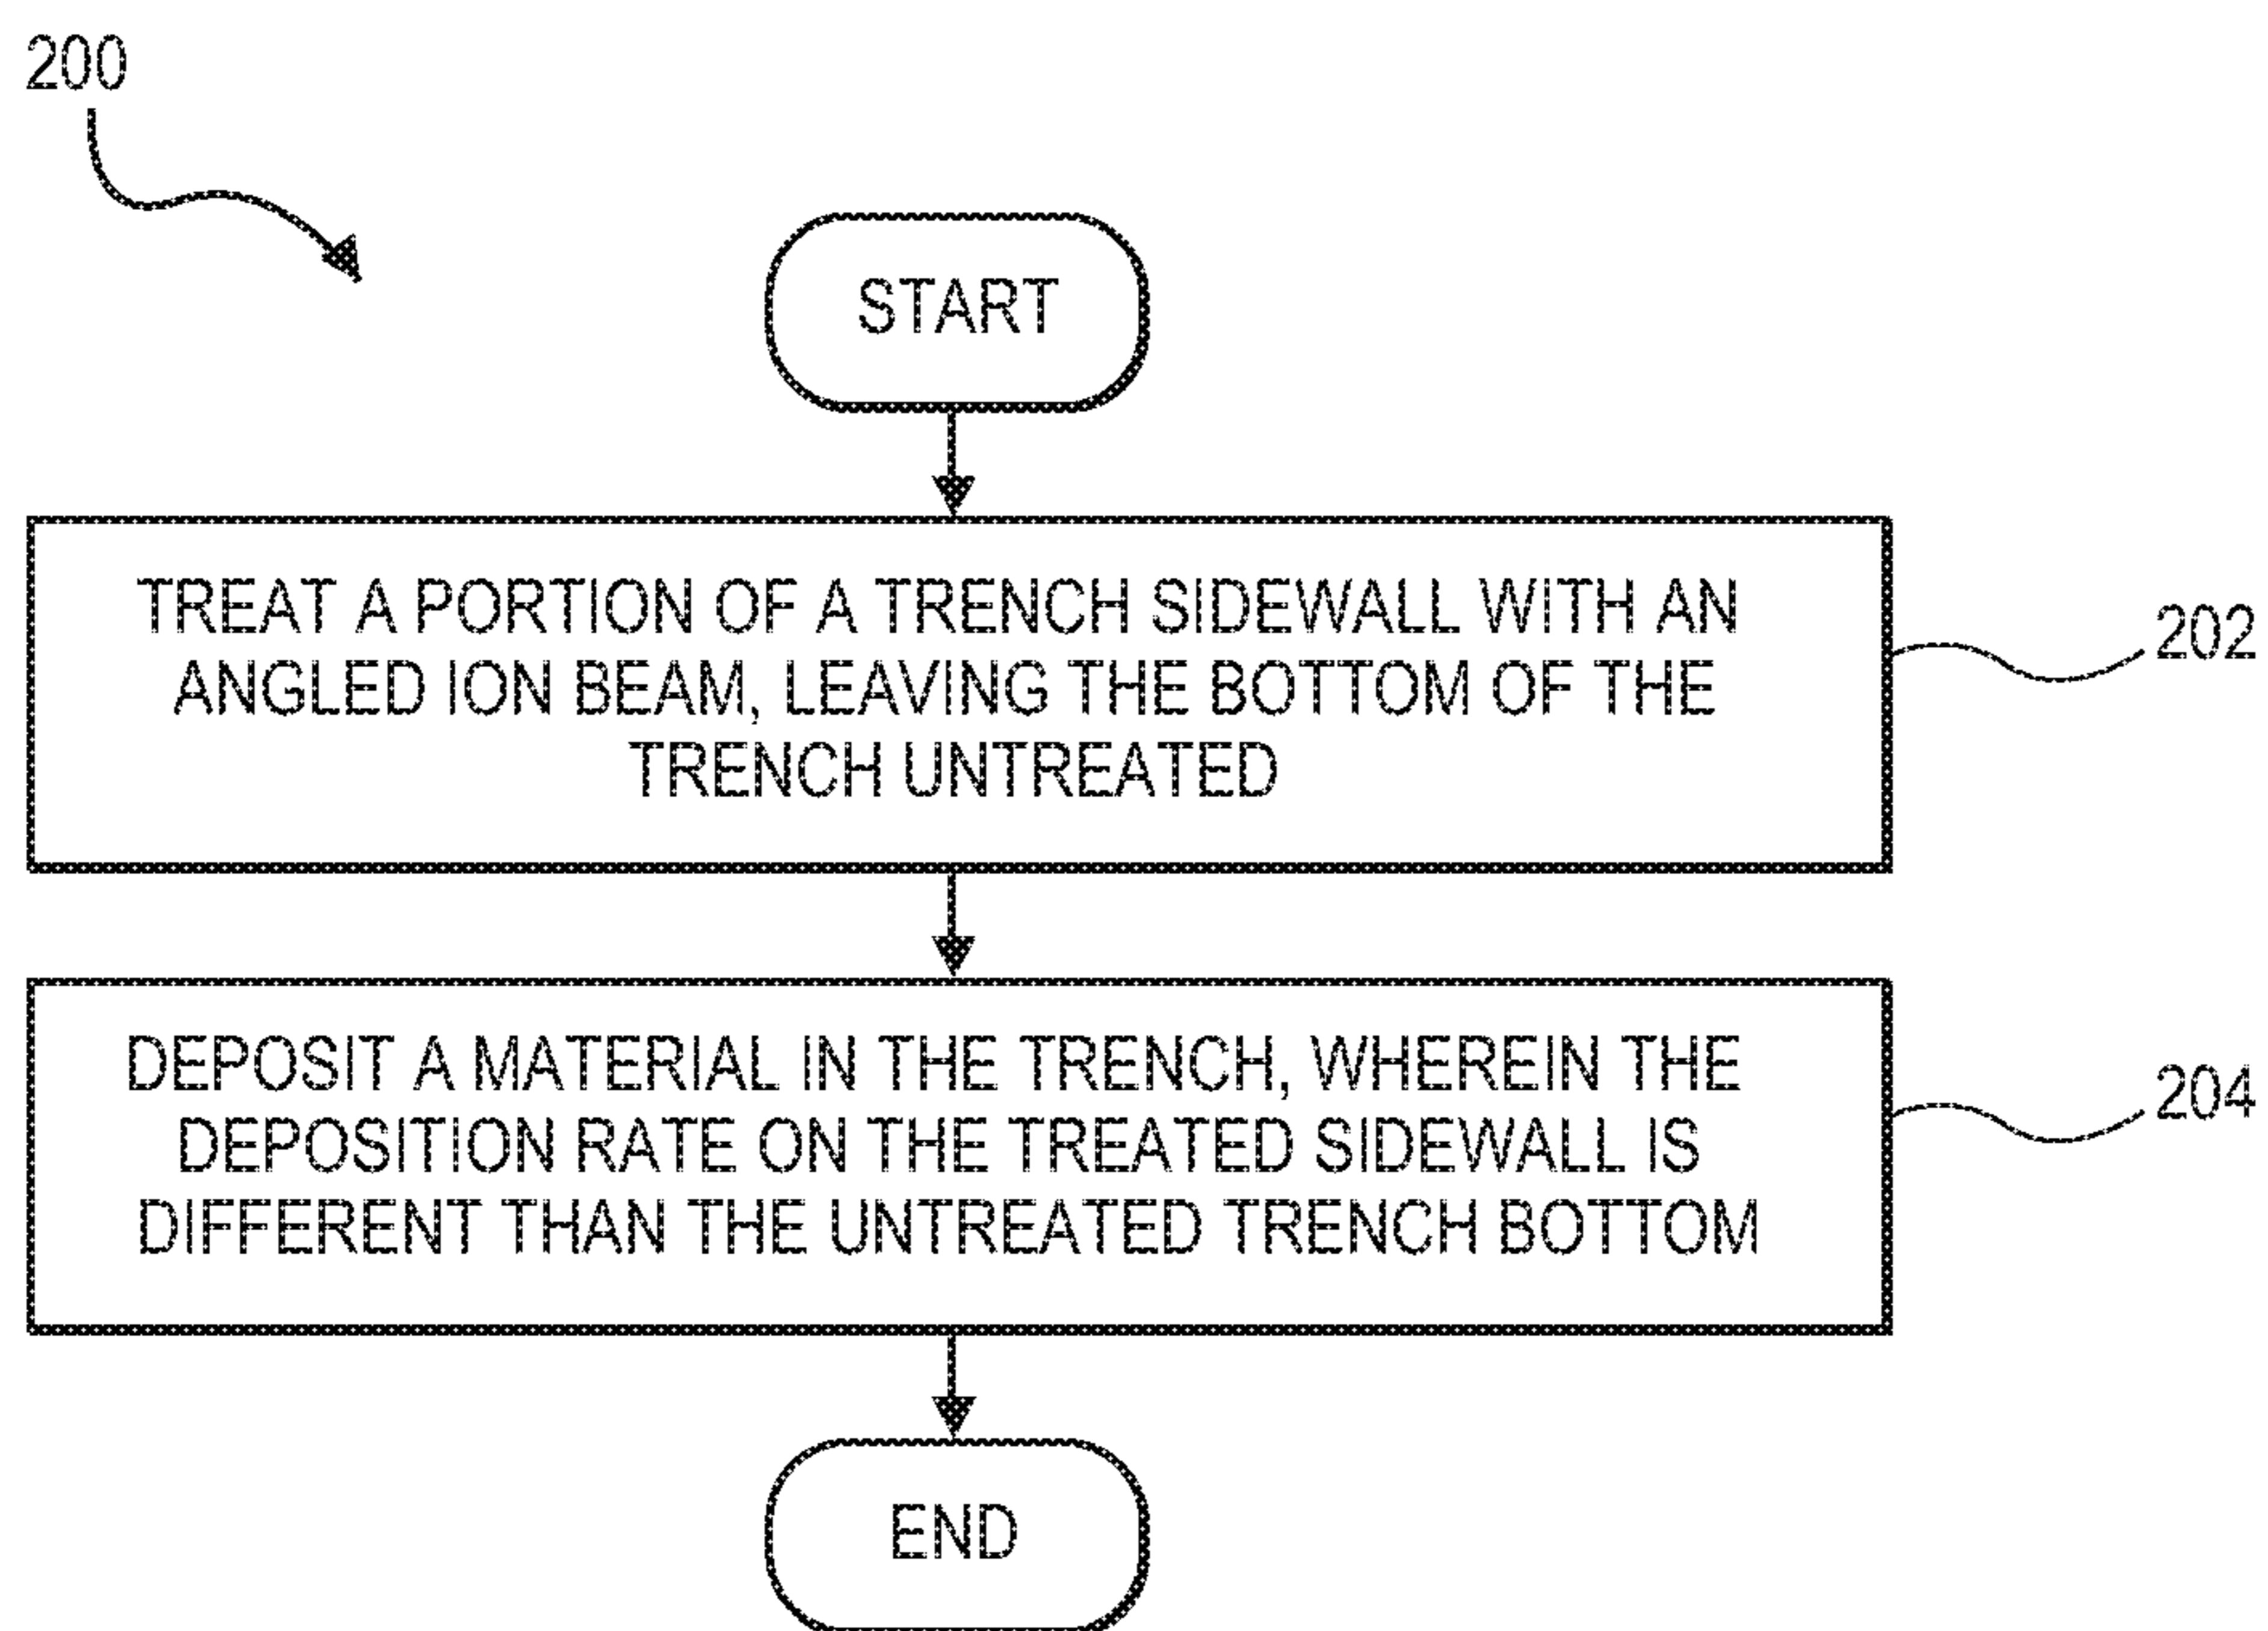 200
START
TREAT A PORTION OF A TRENCH SIDEWALL WITH AN
ANGLED ION BEAM, LEAVING THE BOTTOM OF THE
TRENCH UNTREATED
202
DEPOSIT A MATERIAL IN THE TRENCH, WHEREIN THE
DEPOSITION RATE ON THE TREATED SIDEWALL IS
DIFFERENT THAN THE UNTREATED TRENCH BOTTOM
204
END